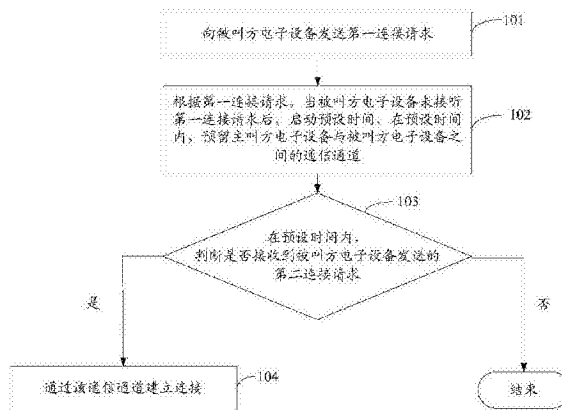 向被叫方电子设备发送第一连接请求
101
根据第一连接请求，当被叫方电子设备未接听
第一连接请求后，启动预设时间，在预设时间
内，预留主叫方电子设备与被叫方电子设备之
间的通信通道
102
103
在预设时间内，
判断是否接收到被叫方电子设备发送的
第二连接请求
是
否
通过该通信通道建立连接
104
结束